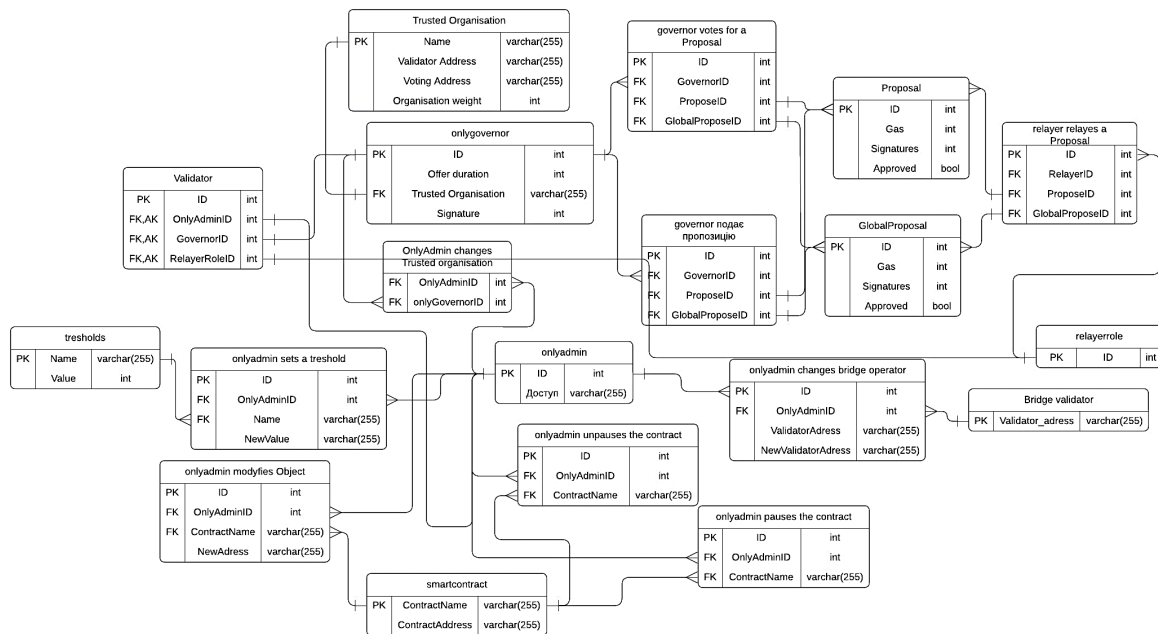 Trusted Organisation
PK Name varchar(255)
Validator Address varchar(255)
Voting Address varchar(255)
Organisation weight int
governor votes for a
Proposal
PK ID int
FK GovernorID int
FK ProposeID int
FK GlobalProposeID int
Proposal
PK ID int
Gas int
Signatures int
Approved bool
relayer relayes a
Proposal
PK ID int
FK RelayerID int
FK ProposeID int
FK GlobalProposeID int
onlygovernor
PK ID int
Offer duration int
FK Trusted Organisation varchar(255)
Signature int
Validator
PK ID int
FK,AK OnlyAdminID int
FK,AK GovernorID int
FK,AK RelayerRoleID int
governor подає
пропозицію
PK ID int
FK GovernorID int
FK ProposeID int
FK GlobalProposeID int
GlobalProposal
PK ID int
Gas int
Signatures int
Approved bool
OnlyAdmin changes
Trusted organisation
FK OnlyAdminID int
FK onlyGovernorID int
tresholds
PK Name varchar(255)
Value int
onlyadmin sets a treshold
PK ID int
FK OnlyAdminID int
FK Name varchar(255)
NewValue varchar(255)
onlyadmin
PK ID int
Доступ varchar(255)
relayerrole
PK ID int
onlyadmin changes bridge operator
PK ID int
FK OnlyAdminID int
ValidatorAdress varchar(255)
NewValidatorAdress varchar(255)
Bridge validator
PK Validator_adress varchar(255)
onlyadmin unpauses the contract
PK ID int
FK OnlyAdminID int
FK ContractName varchar(255)
onlyadmin modyfies Object
PK ID int
FK OnlyAdminID int
FK ContractName varchar(255)
NewAdress varchar(255)
onlyadmin pauses the contract
PK ID int
FK OnlyAdminID int
FK ContractName varchar(255)
smartcontract
PK ContractName varchar(255)
ContractAddress varchar(255)